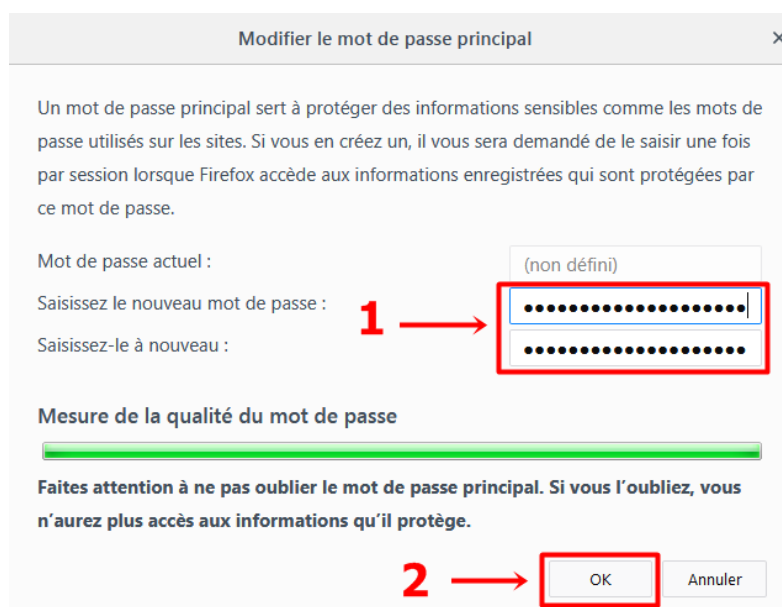 Modifier le mot de passe principal
Un mot de passe principal sert à protéger des informations sensibles comme les mots de
passe utilisés sur les sites. Si vous en créez un, il vous sera demandé de le saisir une fois
par session lorsque Firefox accède aux informations enregistrées qui sont protégées par
ce mot de passe.
Mot de passe actuel : (non défini)
Saisissez le nouveau mot de passe : 1 ●●●●●●●●●●●●●●●●●●●●
Saisissez-le à nouveau : ●●●●●●●●●●●●●●●●●●●●
Mesure de la qualité du mot de passe
Faites attention à ne pas oublier le mot de passe principal. Si vous l’oubliez, vous
n’aurez plus accès aux informations qu’il protège.
2 OK Annuler